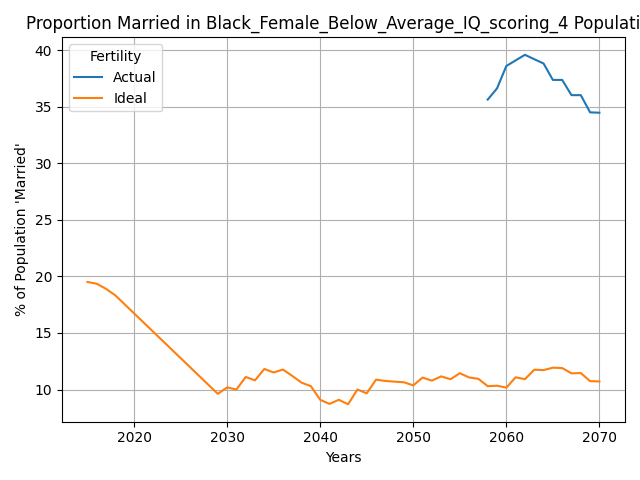 Proportion Married in Black_Female_Below_Average_IQ_scoring_4 Populati
% of Population 'Married'
40
35
30
25
20
15
10
Fertility
Actual
Ideal
2020 2030 2040 2050 2060 2070
Years